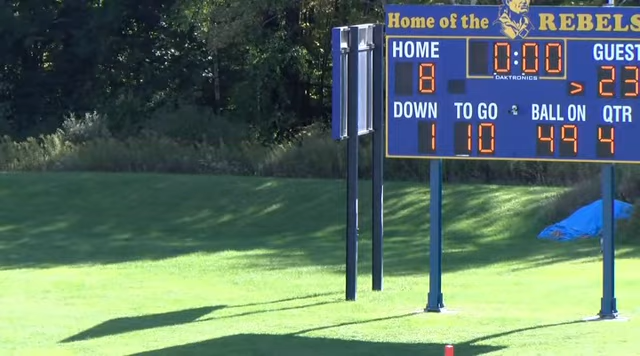 Home of the REBELS
HOME 0:00 GUEST
8 DAKTRONICS > 23
DOWN TO GO BALL ON QTR
1 10 49 4